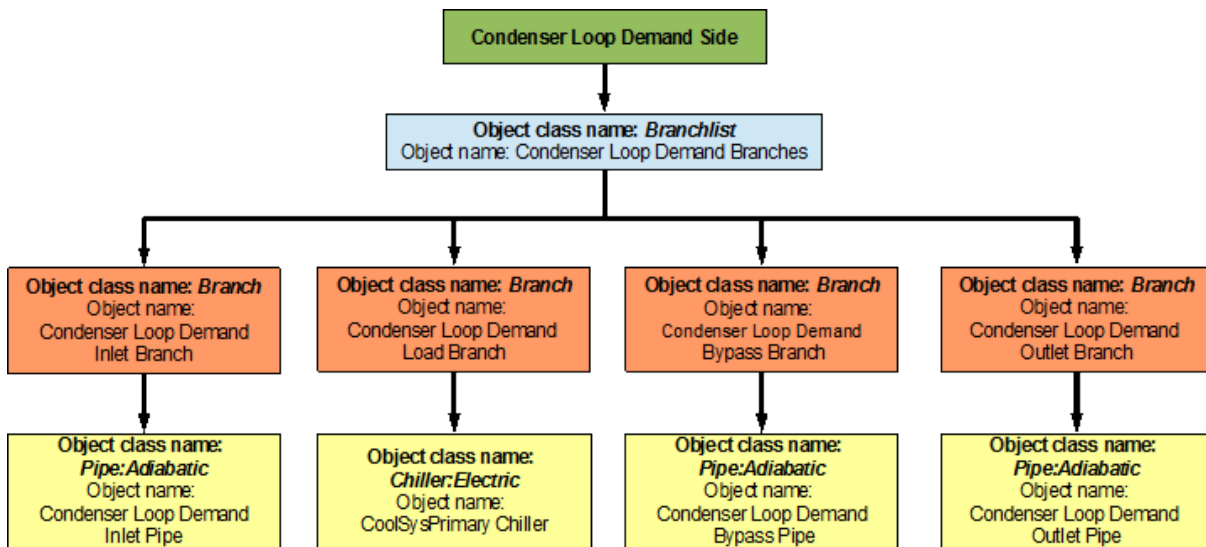 Condenser Loop Demand Side
Object class name: Branchlist
Object name: Condenser Loop Demand Branches
Object class name: Branch
Object name:
Condenser Loop Demand
Inlet Branch
Object class name: Branch
Object name:
Condenser Loop Demand
Load Branch
Object class name: Branch
Object name:
Condenser Loop Demand
Bypass Branch
Object class name: Branch
Object name:
Condenser Loop Demand
Outlet Branch
Object class name:
Pipe:Adiabatic
Object name:
Condenser Loop Demand
Inlet Pipe
Object class name:
Chiller:Electric
Object name:
CoolSysPrimary Chiller
Object class name:
Pipe:Adiabatic
Object name:
Condenser Loop Demand
Bypass Pipe
Object class name:
Pipe:Adiabatic
Object name:
Condenser Loop Demand
Outlet Pipe